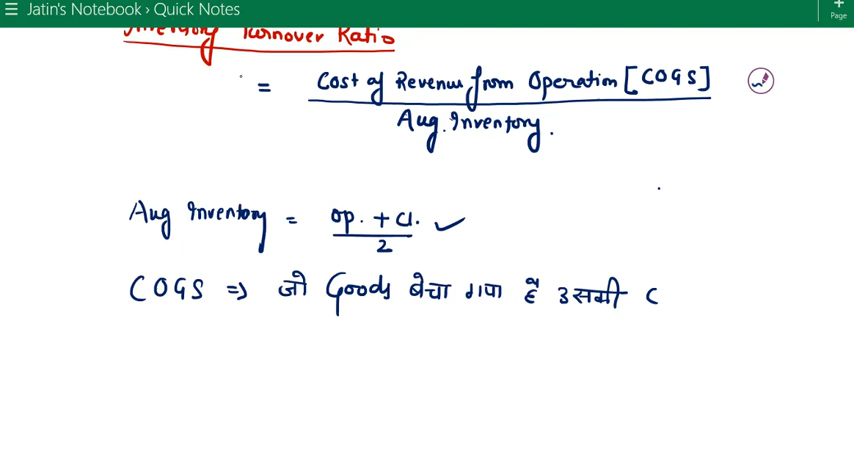 Jatin's Notebook › Quick Notes
Page
Inventory Turnover Ratio
= Cost of Revenue from Operation [COGS]
Avg. Inventory.
Avg Inventory = Op. + Cl. ✓
2
COGS ⇒ जो Goods बेचा गया है उसकी C